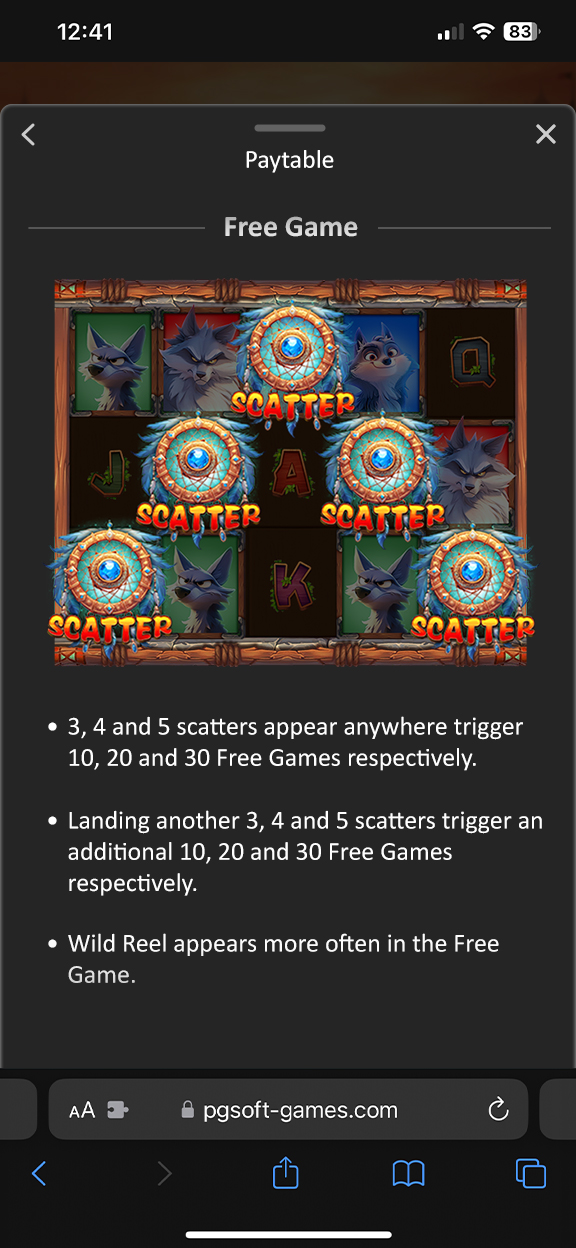 12:41
83
Paytable
Free Game
Q
SCATTER
J
A
SCATTER
SCATTER
K
SCATTER
SCATTER
• 3, 4 and 5 scatters appear anywhere trigger
10, 20 and 30 Free Games respectively.
• Landing another 3, 4 and 5 scatters trigger an
additional 10, 20 and 30 Free Games
respectively.
• Wild Reel appears more often in the Free
Game.
AA pgsoft-games.com